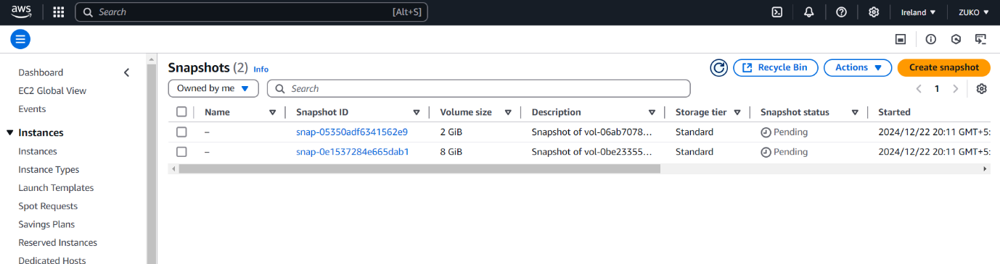 aws Search [Alt+S] Ireland ZUKO
Dashboard
EC2 Global View
Events
Instances
Instances
Instance Types
Launch Templates
Spot Requests
Savings Plans
Reserved Instances
Dedicated Hosts
Snapshots (2) Info Recycle Bin Actions Create snapshot
Owned by me Search 1
Name Snapshot ID Volume size Description Storage tier Snapshot status Started
– snap-05350adf6341562e9 2 GiB Snapshot of vol-06ab7078... Standard Pending 2024/12/22 20:11 GMT+5:
– snap-0e1537284e665dab1 8 GiB Snapshot of vol-0be23355... Standard Pending 2024/12/22 20:11 GMT+5: